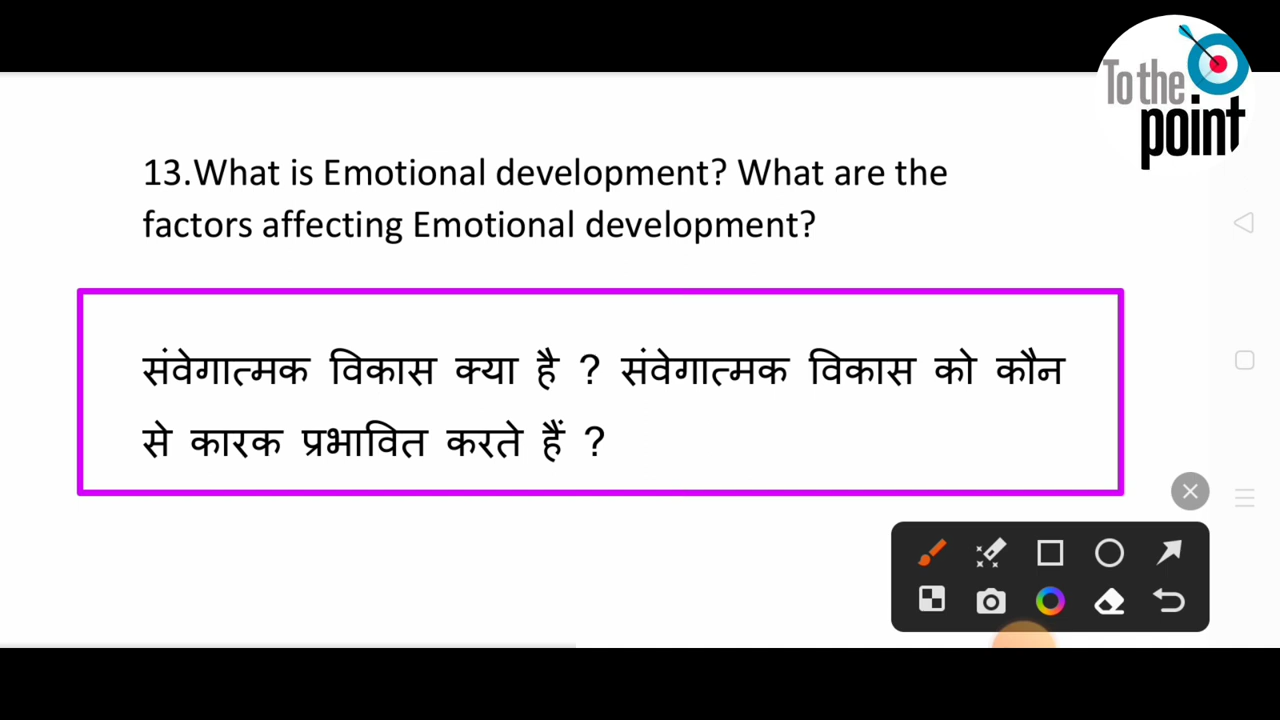 To the
point
13.What is Emotional development? What are the
factors affecting Emotional development?
संवेगात्मक विकास क्या है ? संवेगात्मक विकास को कौन
से कारक प्रभावित करते हैं ?